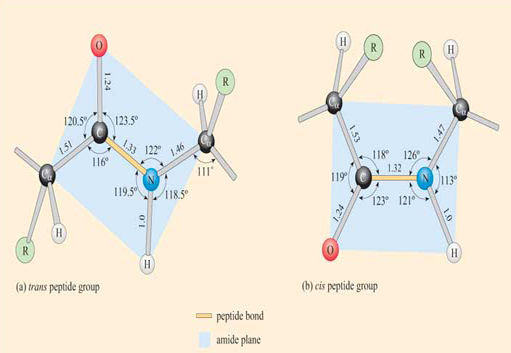 O
1.24
H
R
120.5° 123.5°
C
1.51
1.33
122°
1.46
Cα
116°
111°
Cα
N
119.5°
118.5°
H
1.0
R
H
(a) trans peptide group
H
R
R
H
Cα
Cα
1.53
1.47
118°
126°
119°
C
1.32
N
113°
123°
121°
1.24
1.0
O
H
(b) cis peptide group
peptide bond
amide plane